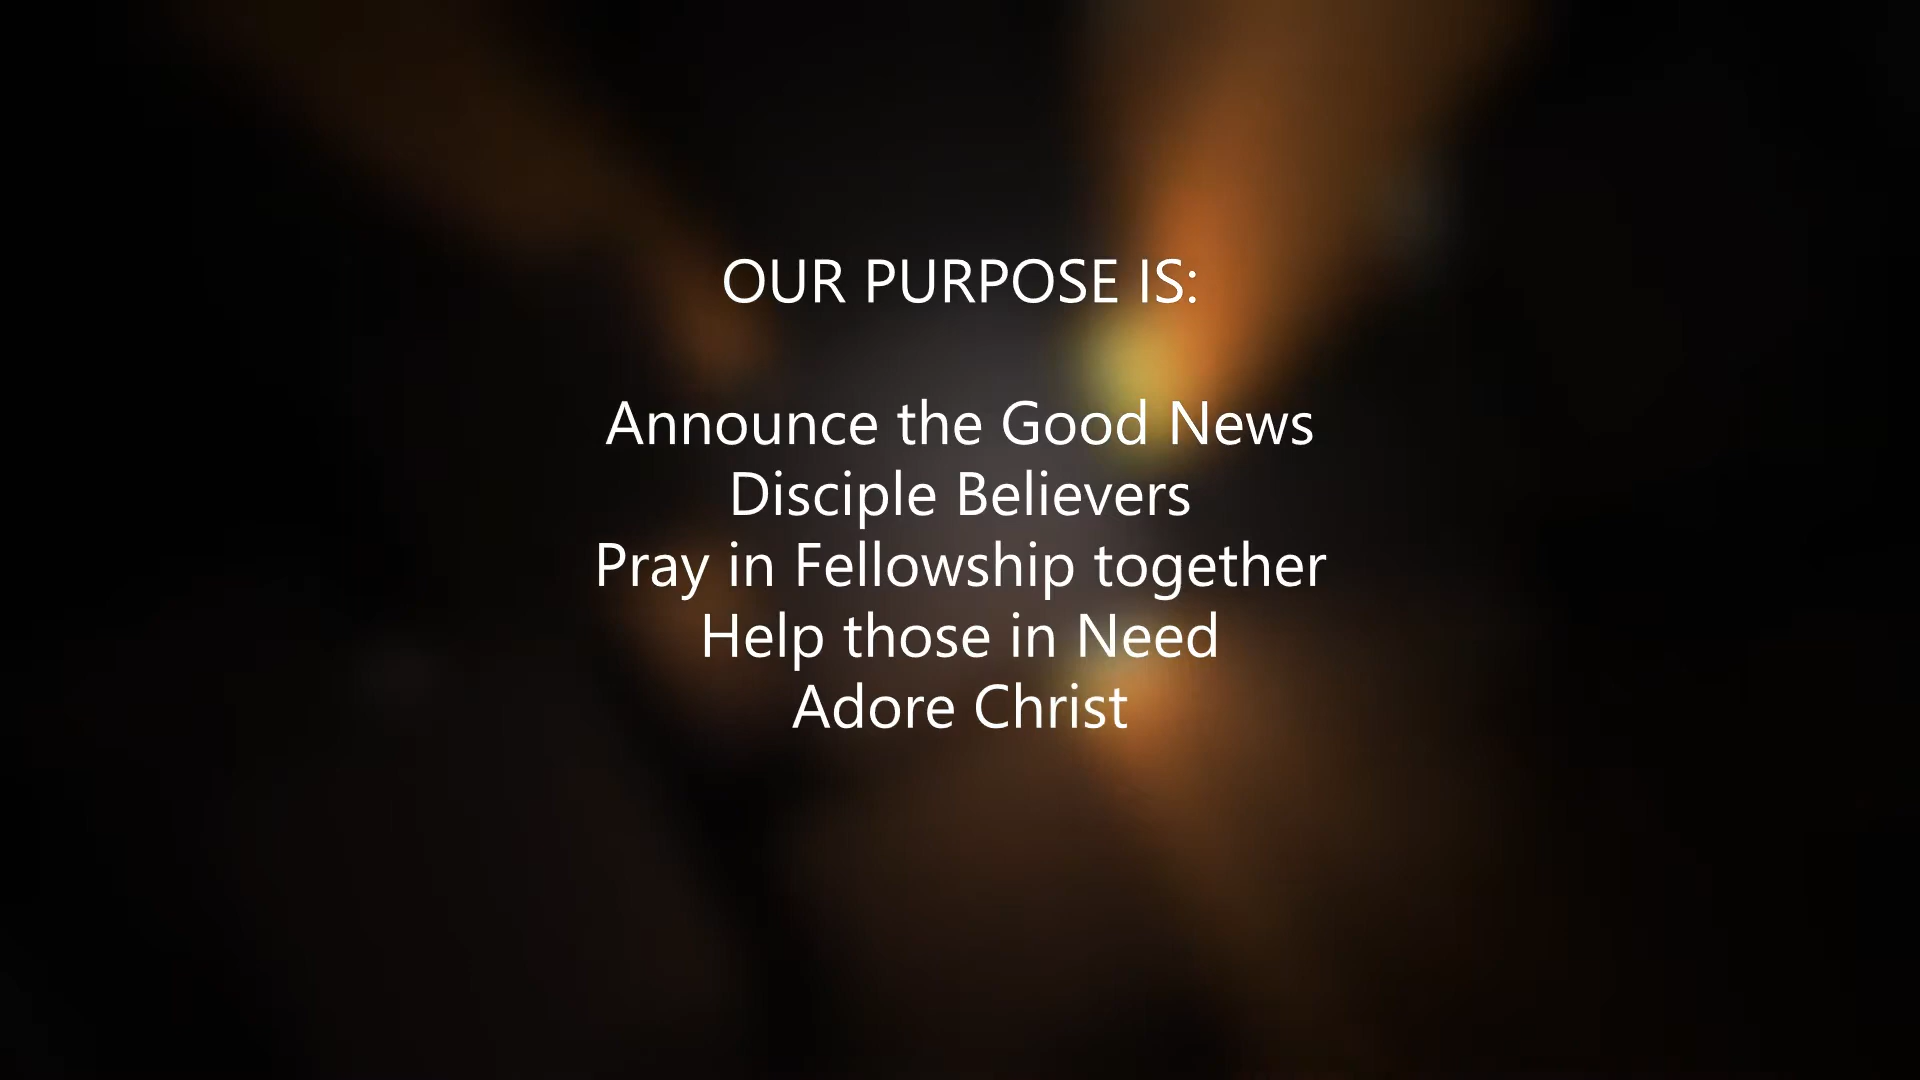 OUR PURPOSE IS:
Announce the Good News
Disciple Believers
Pray in Fellowship together
Help those in Need
Adore Christ